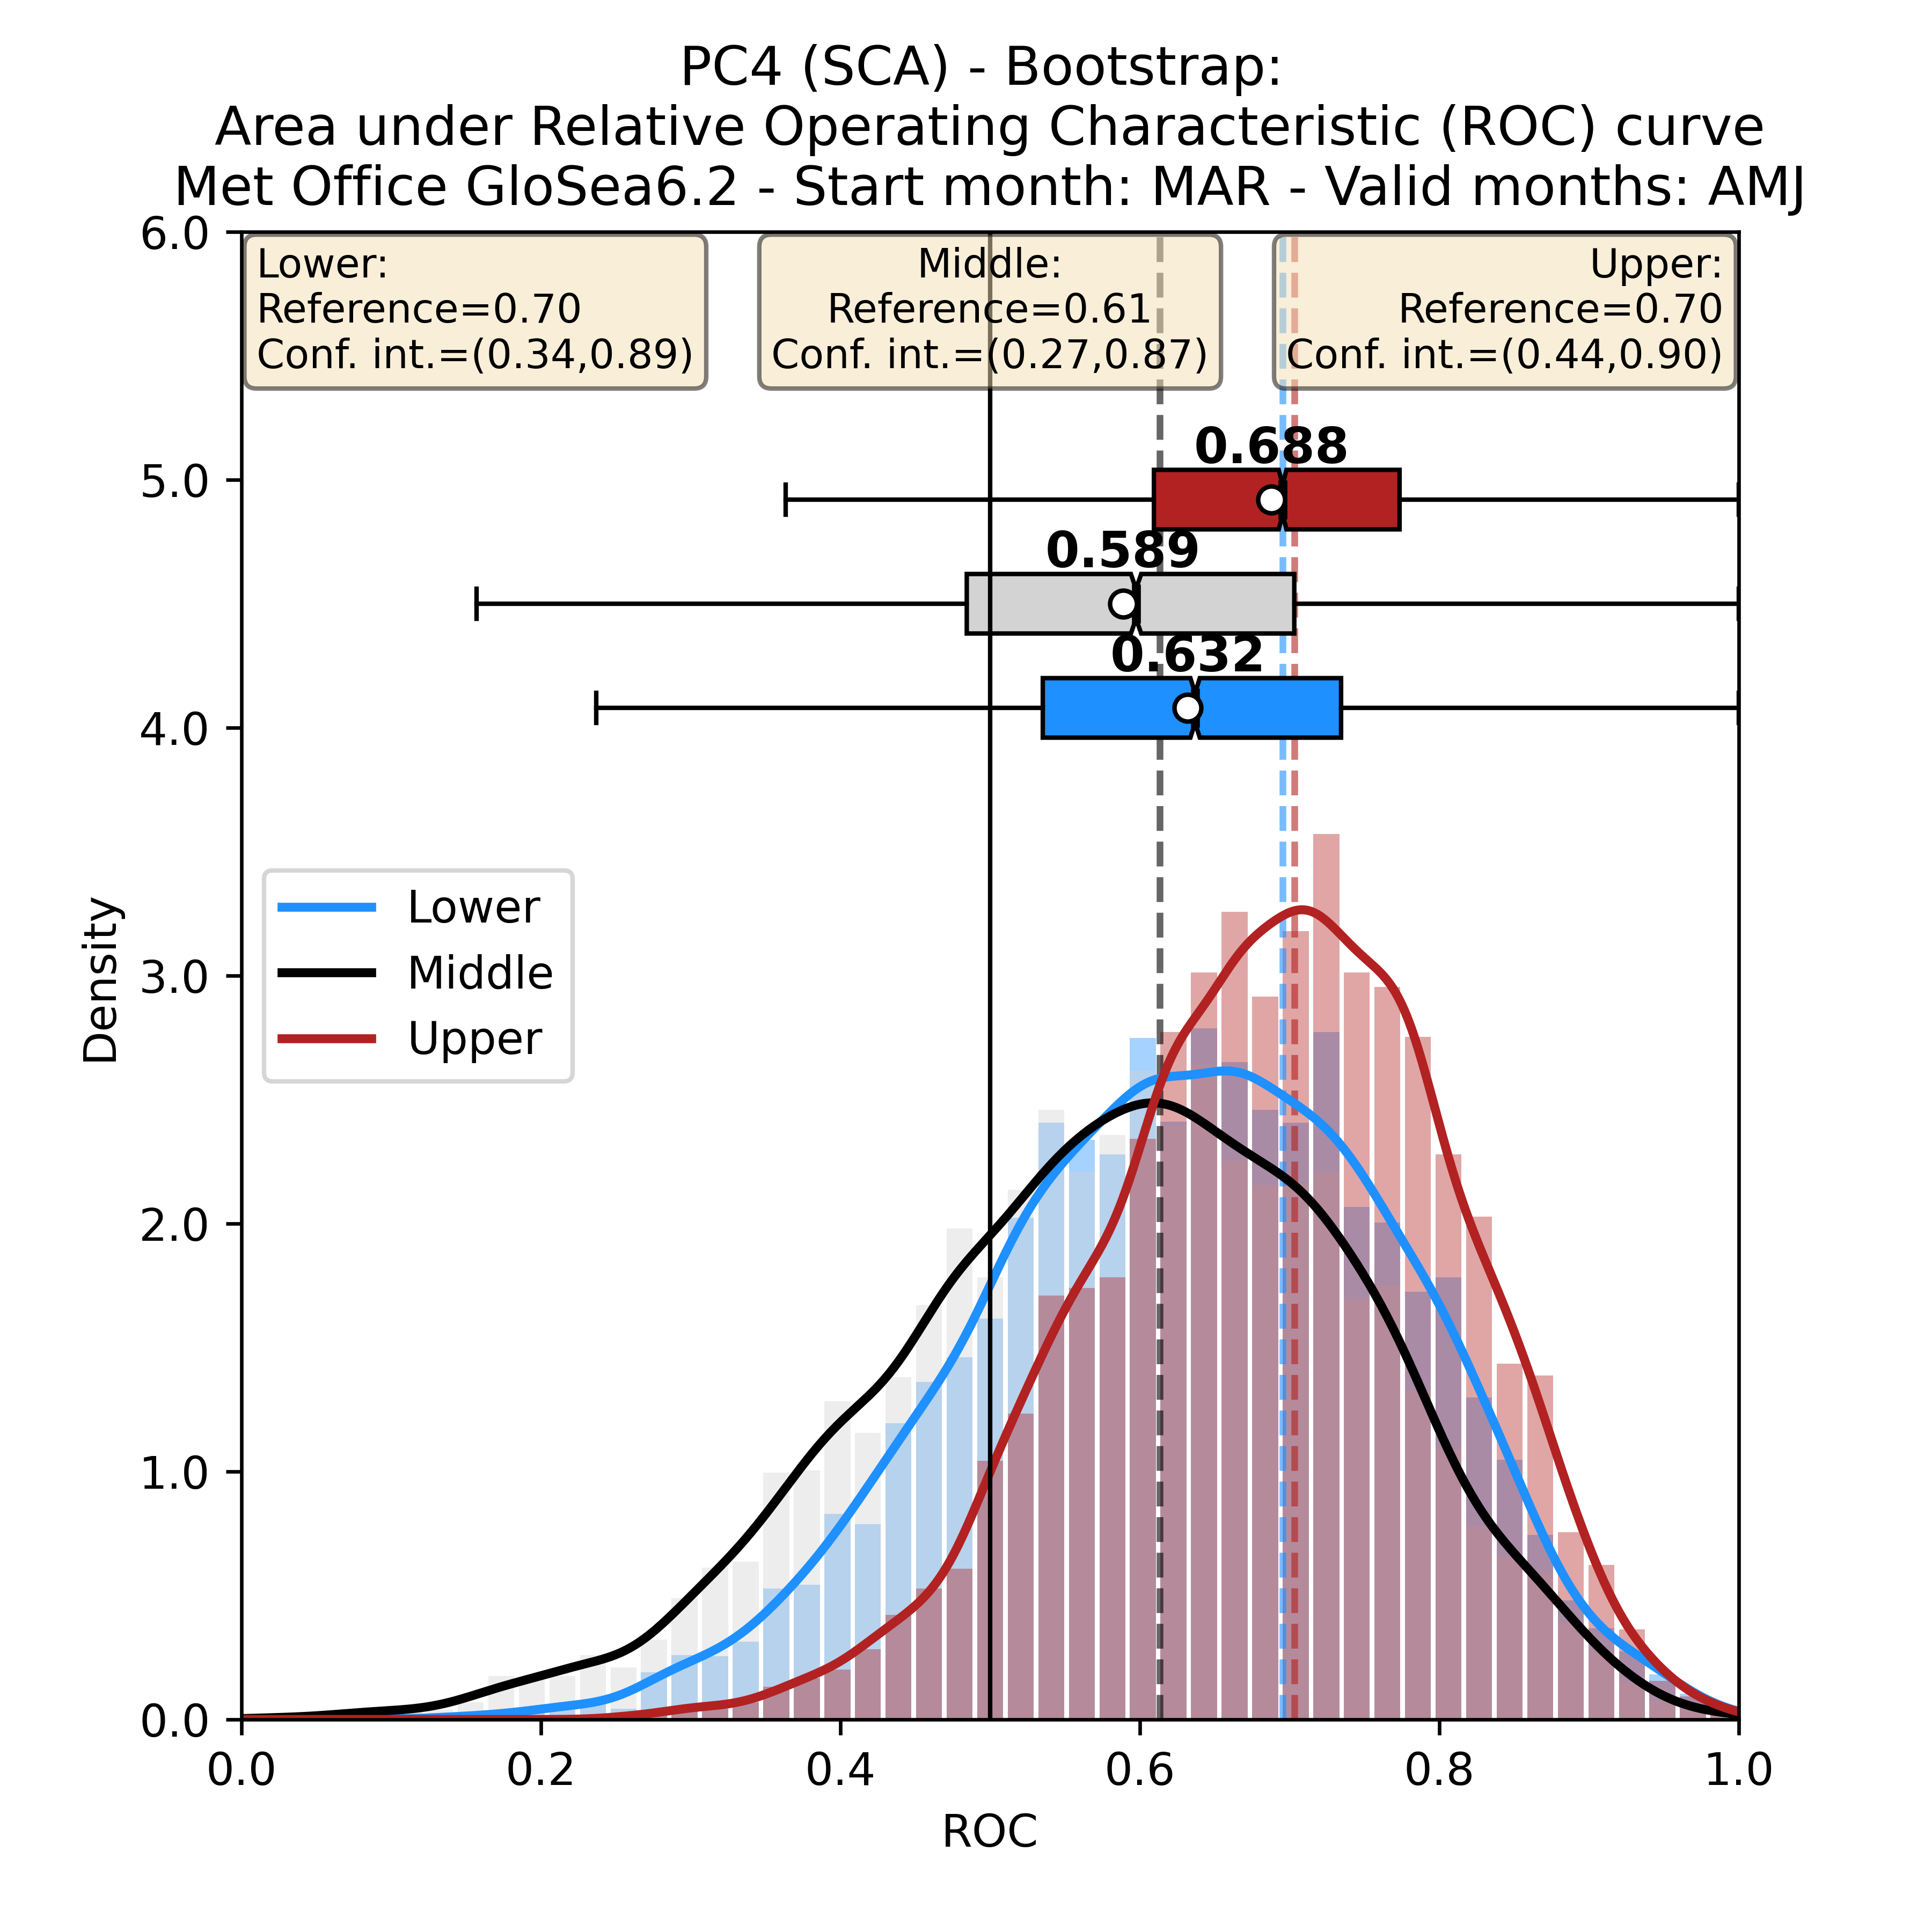 PC4 (SCA) - Bootstrap:
Area under Relative Operating Characteristic (ROC) curve
Met Office GloSea6.2 - Start month: MAR - Valid months: AMJ
Lower:
Reference=0.70
Conf. int.=(0.34,0.89)
Middle:
Reference=0.61
Conf. int.=(0.27,0.87)
Upper:
Reference=0.70
Conf. int.=(0.44,0.90)
0.688
0.589
0.632
Lower
Middle
Upper
Density
6.0
5.0
4.0
3.0
2.0
1.0
0.0
0.0 0.2 0.4 0.6 0.8 1.0
ROC